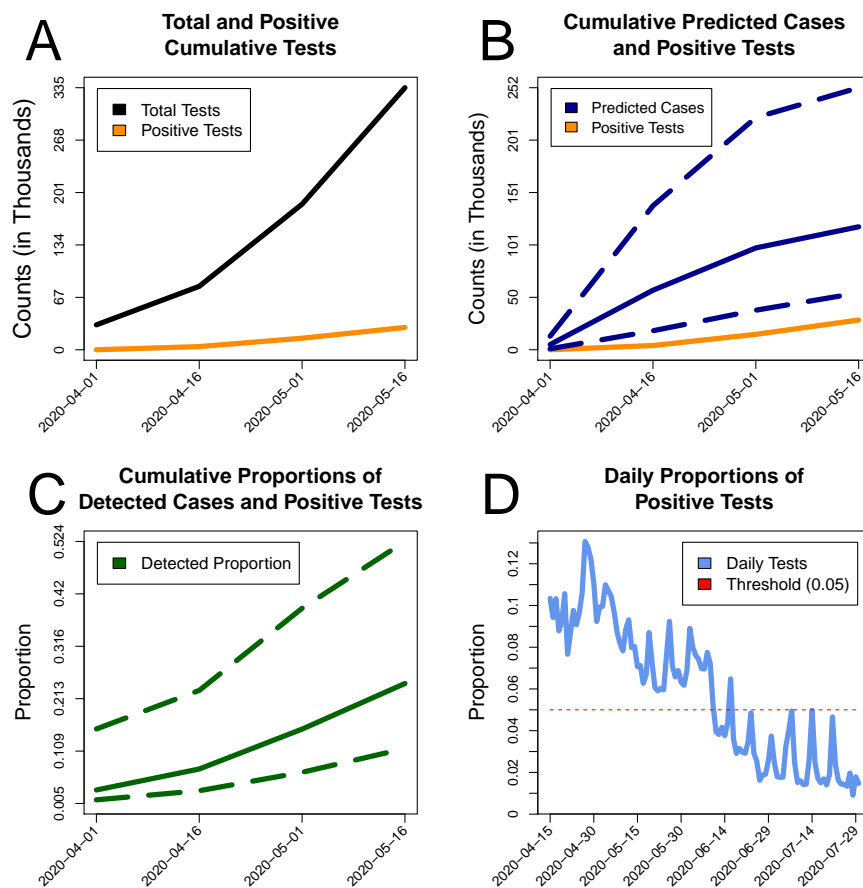 A
Total and Positive
Cumulative Tests
Counts (in Thousands)
335
268
201
134
67
0
Total Tests
Positive Tests
2020−04−01
2020−04−16
2020−05−01
2020−05−16
B
Cumulative Predicted Cases
and Positive Tests
Counts (in Thousands)
252
201
151
101
50
0
Predicted Cases
Positive Tests
2020−04−01
2020−04−16
2020−05−01
2020−05−16
C
Cumulative Proportions of
Detected Cases and Positive Tests
Proportion
0.524
0.42
0.316
0.213
0.109
0.005
Detected Proportion
2020−04−01
2020−04−16
2020−05−01
2020−05−16
D
Daily Proportions of
Positive Tests
Proportion
0.12
0.1
0.08
0.06
0.04
0.02
0
Daily Tests
Threshold (0.05)
2020−04−15
2020−04−30
2020−05−15
2020−05−30
2020−06−14
2020−06−29
2020−07−14
2020−07−29